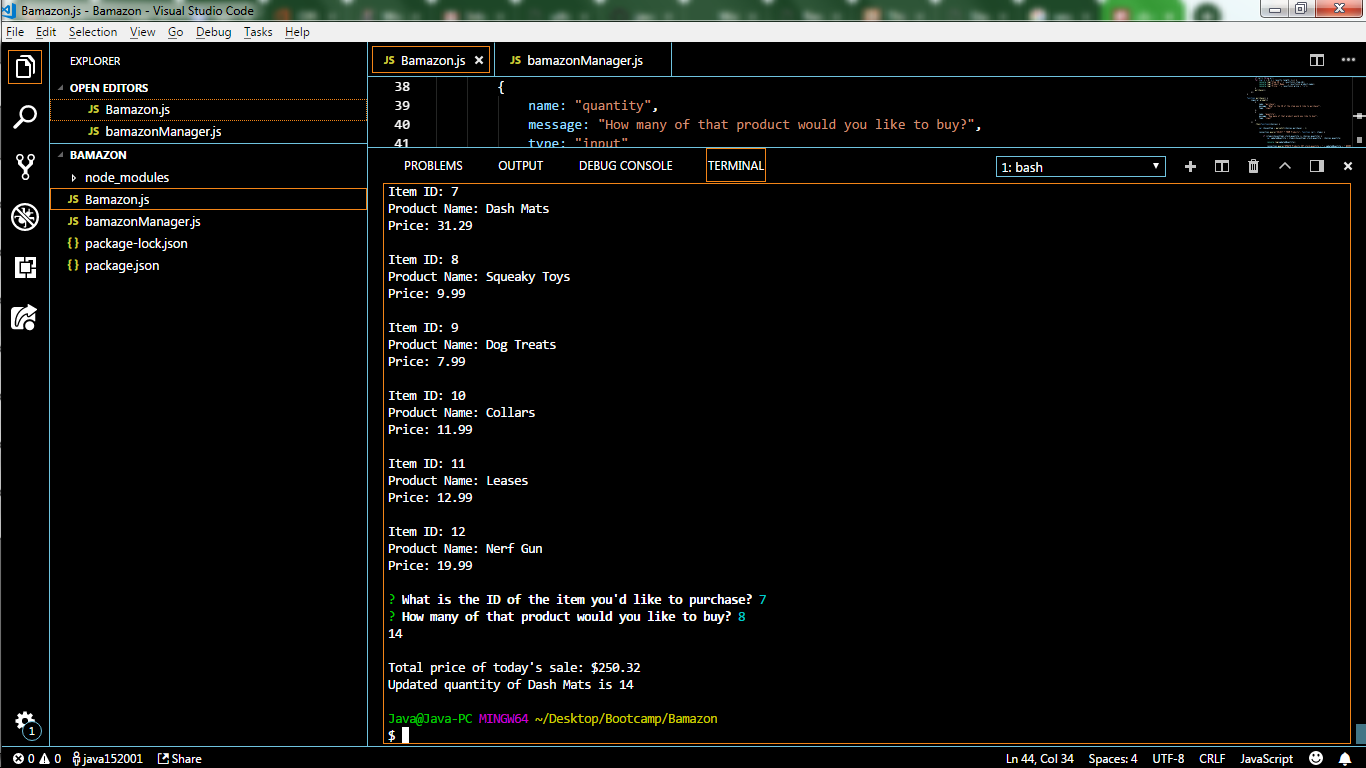 Bamazon.js - Bamazon - Visual Studio Code
File Edit Selection View Go Debug Tasks Help
EXPLORER
OPEN EDITORS
JS Bamazon.js
JS bamazonManager.js
BAMAZON
node_modules
JS Bamazon.js
JS bamazonManager.js
{} package-lock.json
{} package.json
1
JS Bamazon.js JS bamazonManager.js
38 {
39 name: "quantity",
40 message: "How many of that product would you like to buy?",
41 type: "input"
PROBLEMS OUTPUT DEBUG CONSOLE TERMINAL 1: bash
Item ID: 7
Product Name: Dash Mats
Price: 31.29
Item ID: 8
Product Name: Squeaky Toys
Price: 9.99
Item ID: 9
Product Name: Dog Treats
Price: 7.99
Item ID: 10
Product Name: Collars
Price: 11.99
Item ID: 11
Product Name: Leases
Price: 12.99
Item ID: 12
Product Name: Nerf Gun
Price: 19.99
? What is the ID of the item you'd like to purchase? 7
? How many of that product would you like to buy? 8
14
Total price of today's sale: $250.32
Updated quantity of Dash Mats is 14
Java@Java-PC MINGW64 ~/Desktop/Bootcamp/Bamazon
$
0 0 java152001 Share Ln 44, Col 34 Spaces: 4 UTF-8 CRLF JavaScript